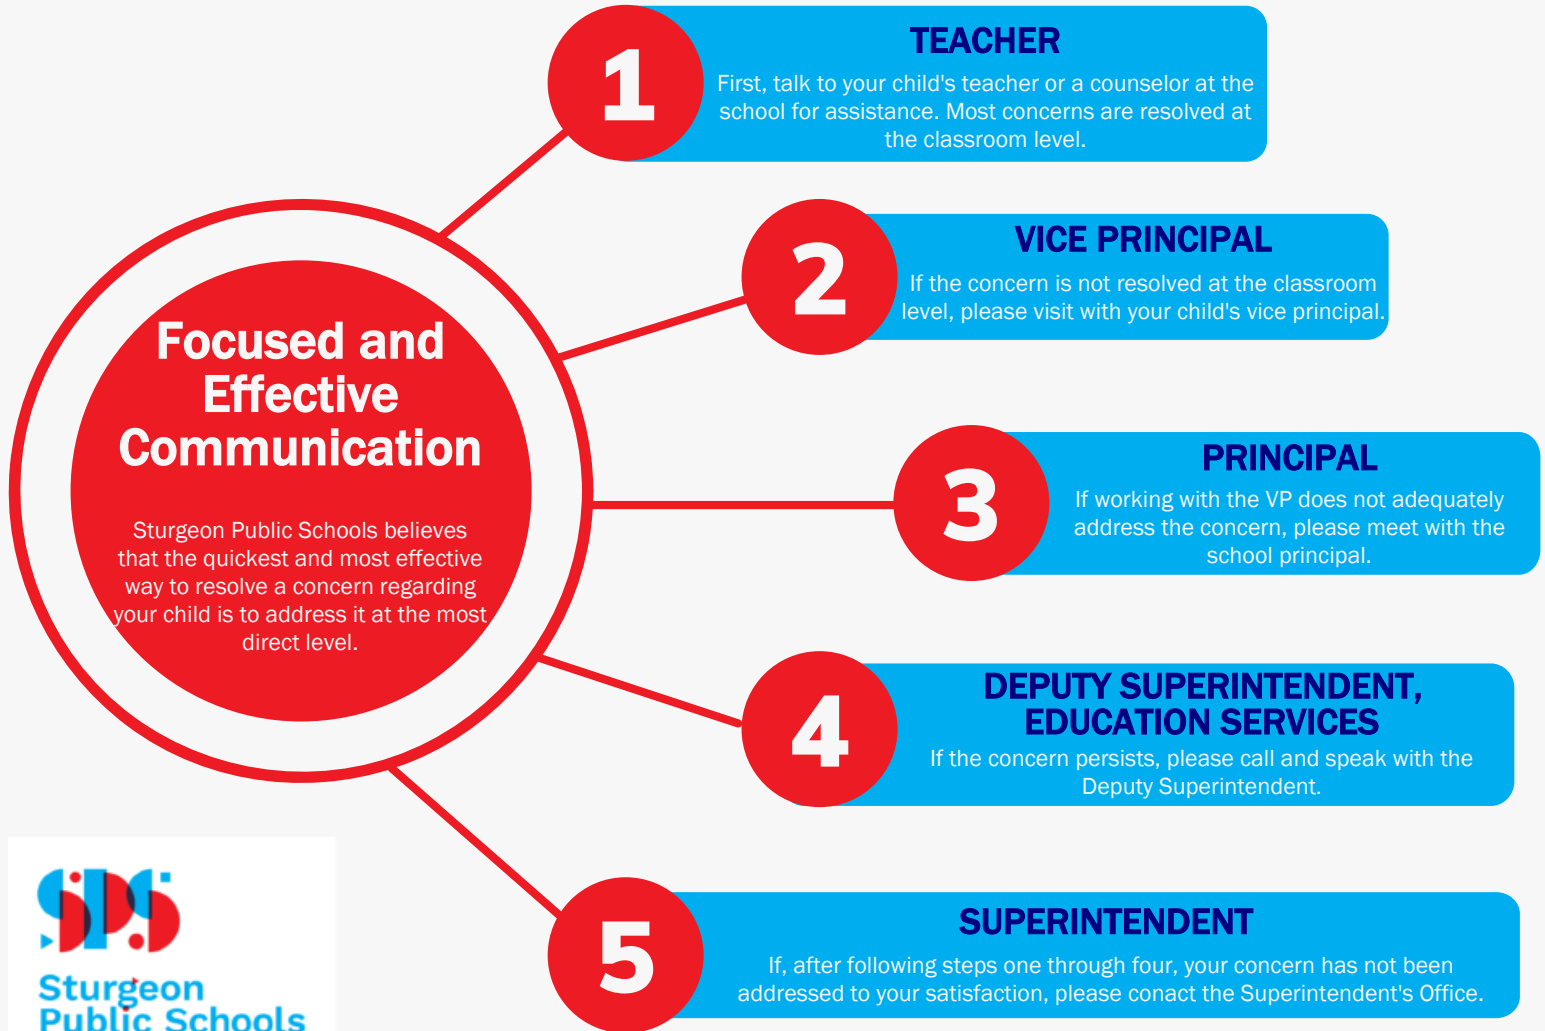 Focused and
Effective
Communication
Sturgeon Public Schools believes
that the quickest and most effective
way to resolve a concern regarding
your child is to address it at the most
direct level.
1
TEACHER
First, talk to your child's teacher or a counselor at the
school for assistance. Most concerns are resolved at
the classroom level.
2
VICE PRINCIPAL
If the concern is not resolved at the classroom
level, please visit with your child's vice principal.
3
PRINCIPAL
If working with the VP does not adequately
address the concern, please meet with the
school principal.
4
DEPUTY SUPERINTENDENT,
EDUCATION SERVICES
If the concern persists, please call and speak with the
Deputy Superintendent.
5
SUPERINTENDENT
If, after following steps one through four, your concern has not been
addressed to your satisfaction, please conact the Superintendent's Office.
SPS
Sturgeon
Public Schools